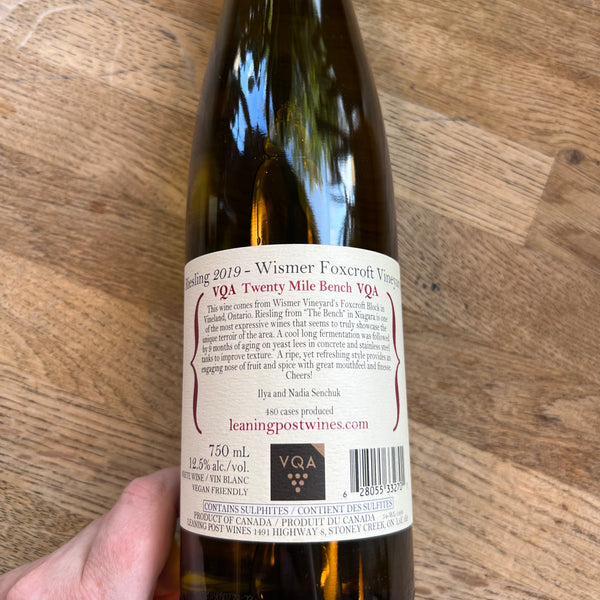 Riesling 2019 - Wismer Foxcroft Vineyard
VQA Twenty Mile Bench VQA
This wine comes from Wismer Vineyard's Foxcroft Block in
Vineland, Ontario. Riesling from "The Bench" in Niagara is one
of the most expressive wines that seems to truly showcase the
unique terroir of the area. A cool long fermentation was followed
by 9 months of aging on yeast lees in concrete and stainless steel
tanks to improve texture. A ripe, yet refreshing style provides an
engaging nose of fruit and spice with great mouthfeel and finesse.
Cheers!
Ilya and Nadia Senchuk
480 cases produced
leaningpostwines.com
750 mL
12.5% alc./vol.
WHITE WINE / VIN BLANC
VEGAN FRIENDLY
VQA
6 28055 33272
CONTAINS SULPHITES / CONTIENT DES SULFITES
PRODUCT OF CANADA / PRODUIT DU CANADA
LEANING POST WINES 1491 HIGHWAY 8, STONEY CREEK, ON L8E